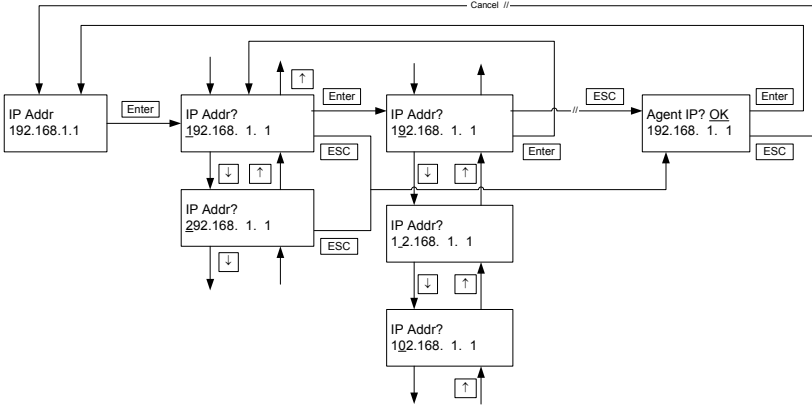 Cancel //
↑
IP Addr
192.168.1.1
Enter
IP Addr?
192.168. 1. 1
Enter
IP Addr?
192.168. 1. 1
//
ESC
Agent IP? OK
192.168. 1. 1
Enter
ESC
Enter
ESC
↓
↑
↓
↑
IP Addr?
292.168. 1. 1
ESC
IP Addr?
1_2.168. 1. 1
↓
↓
↑
IP Addr?
102.168. 1. 1
↑